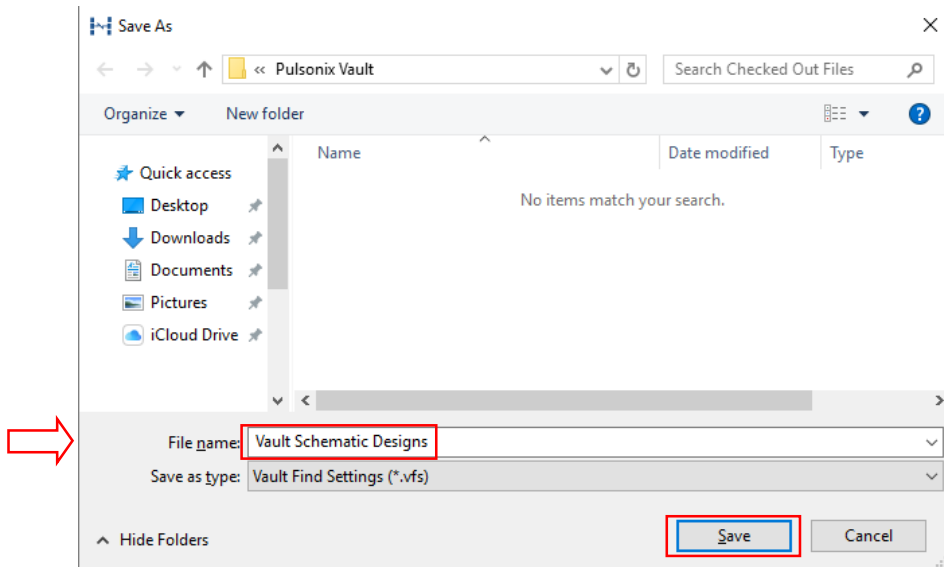 Save As
« Pulsonix Vault
Search Checked Out Files
Organize
New folder
?
Name
Date modified
Type
Quick access
No items match your search.
Desktop
Downloads
Documents
Pictures
iCloud Drive
File name: Vault Schematic Designs
Save as type: Vault Find Settings (*.vfs)
Hide Folders
Save
Cancel